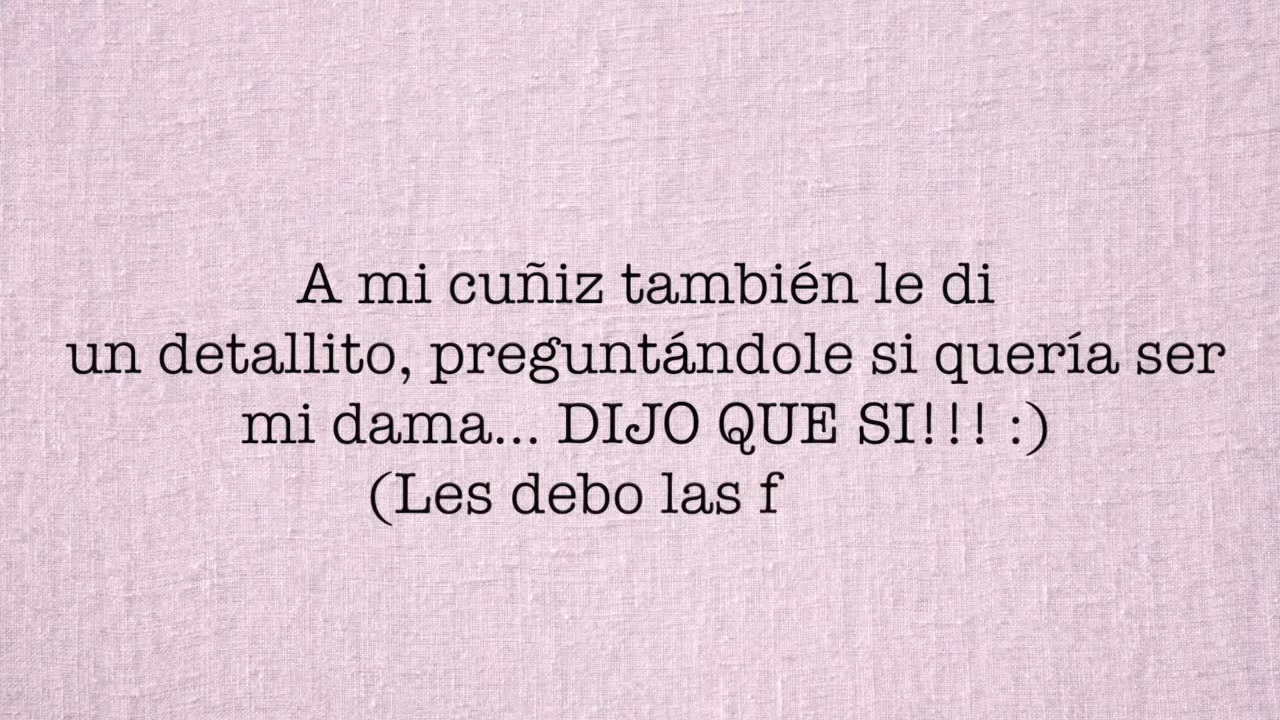 A mi cuñiz también le di
un detallito, preguntándole si quería ser
mi dama... DIJO QUE SI!!! :)
(Les debo las f